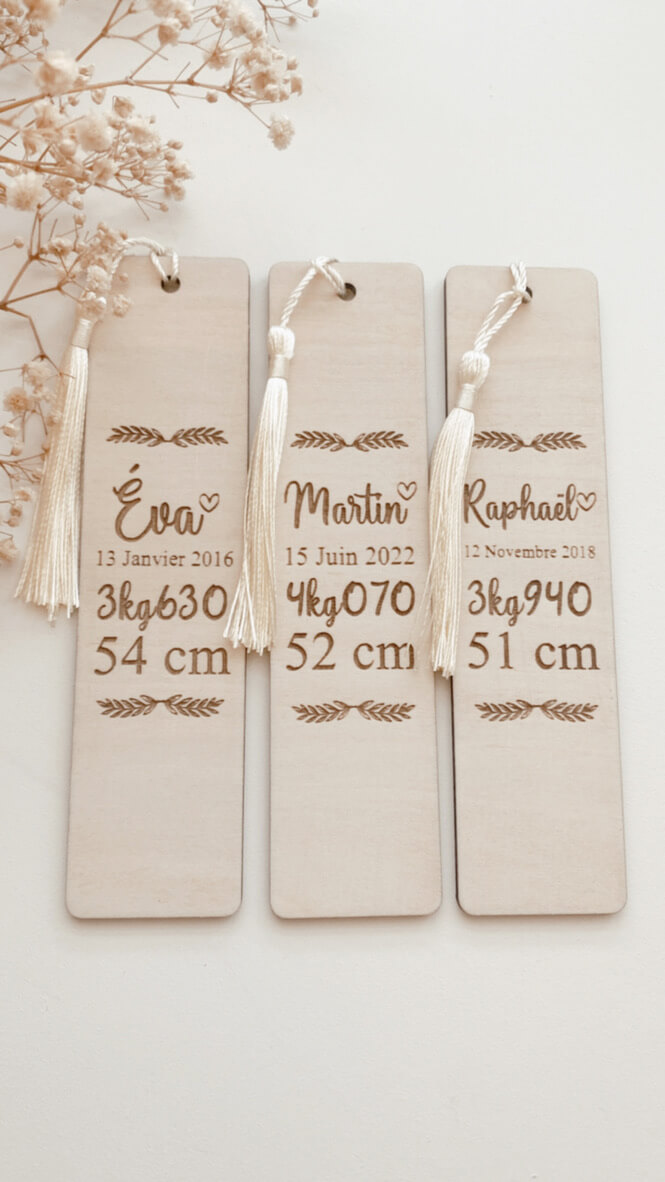 Éva
13 Janvier 2016
3kg630
54 cm
Martin
15 Juin 2022
4kg070
52 cm
Raphaël
12 Novembre 2018
3kg940
51 cm